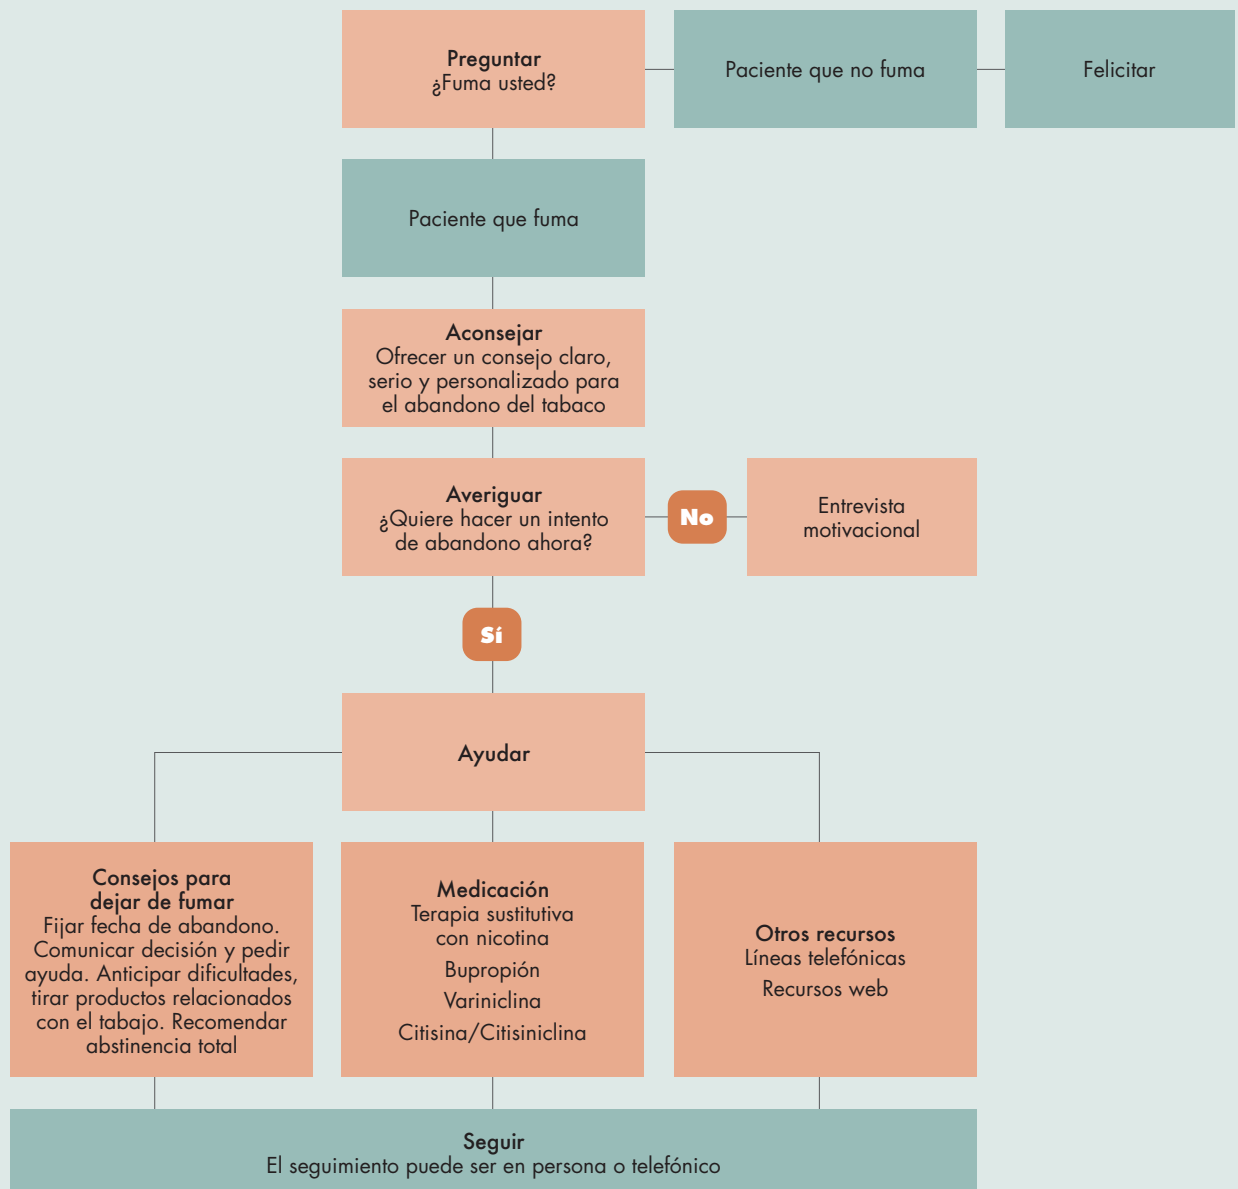 Preguntar
¿Fuma usted?
Paciente que no fuma
Felicitar
Paciente que fuma
Aconsejar
Ofrecer un consejo claro,
serio y personalizado para
el abandono del tabaco
Averiguar
¿Quiere hacer un intento
de abandono ahora?
No
Entrevista
motivacional
Sí
Ayudar
Consejos para
dejar de fumar
Fijar fecha de abandono.
Comunicar decisión y pedir
ayuda. Anticipar dificultades,
tirar productos relacionados
con el tabajo. Recomendar
abstinencia total
Medicación
Terapia sustitutiva
con nicotina
Bupropión
Variniclina
Citisina/Citisiniclina
Otros recursos
Líneas telefónicas
Recursos web
Seguir
El seguimiento puede ser en persona o telefónico